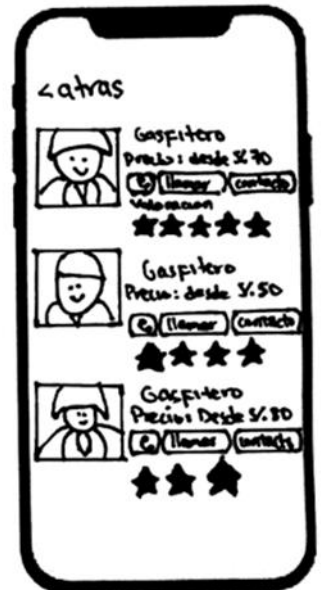 <atras
Gasfitero
Precio: desde S/.70
llamar contacto
Valoracion
Gasfitero
Precio: desde S/.50
llamar contacto
Gasfitero
Precio: Desde S/.80
llamar contacto